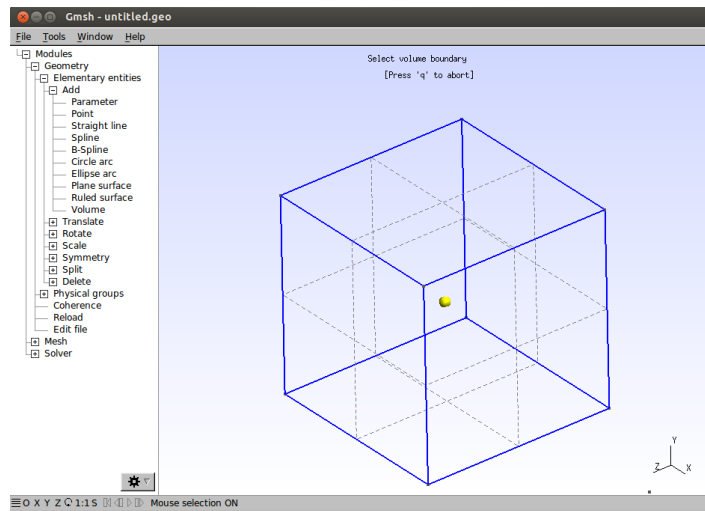 Gmsh - untitled.geo
File Tools Window Help
Modules
Geometry
Elementary entities
Add
Parameter
Point
Straight line
Spline
B-Spline
Circle arc
Ellipse arc
Plane surface
Ruled surface
Volume
Translate
Rotate
Scale
Symmetry
Split
Delete
Physical groups
Coherence
Reload
Edit file
Mesh
Solver
Select volume boundary
[Press 'q' to abort]
Y
Z
X
O X Y Z 1:1 S Mouse selection ON